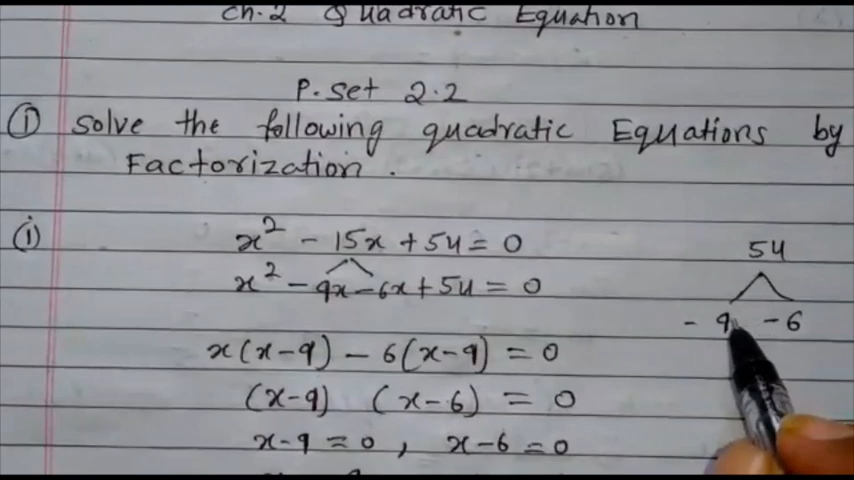 Ch.2 Quadratic Equation
P. Set 2.2
① Solve the following quadratic Equations by
Factorization.
(i) x² - 15x + 54 = 0
54
x² - 9x - 6x + 54 = 0
- 9 - 6
x(x-9) - 6(x-9) = 0
(x-9) (x-6) = 0
x-9 = 0, x-6 = 0